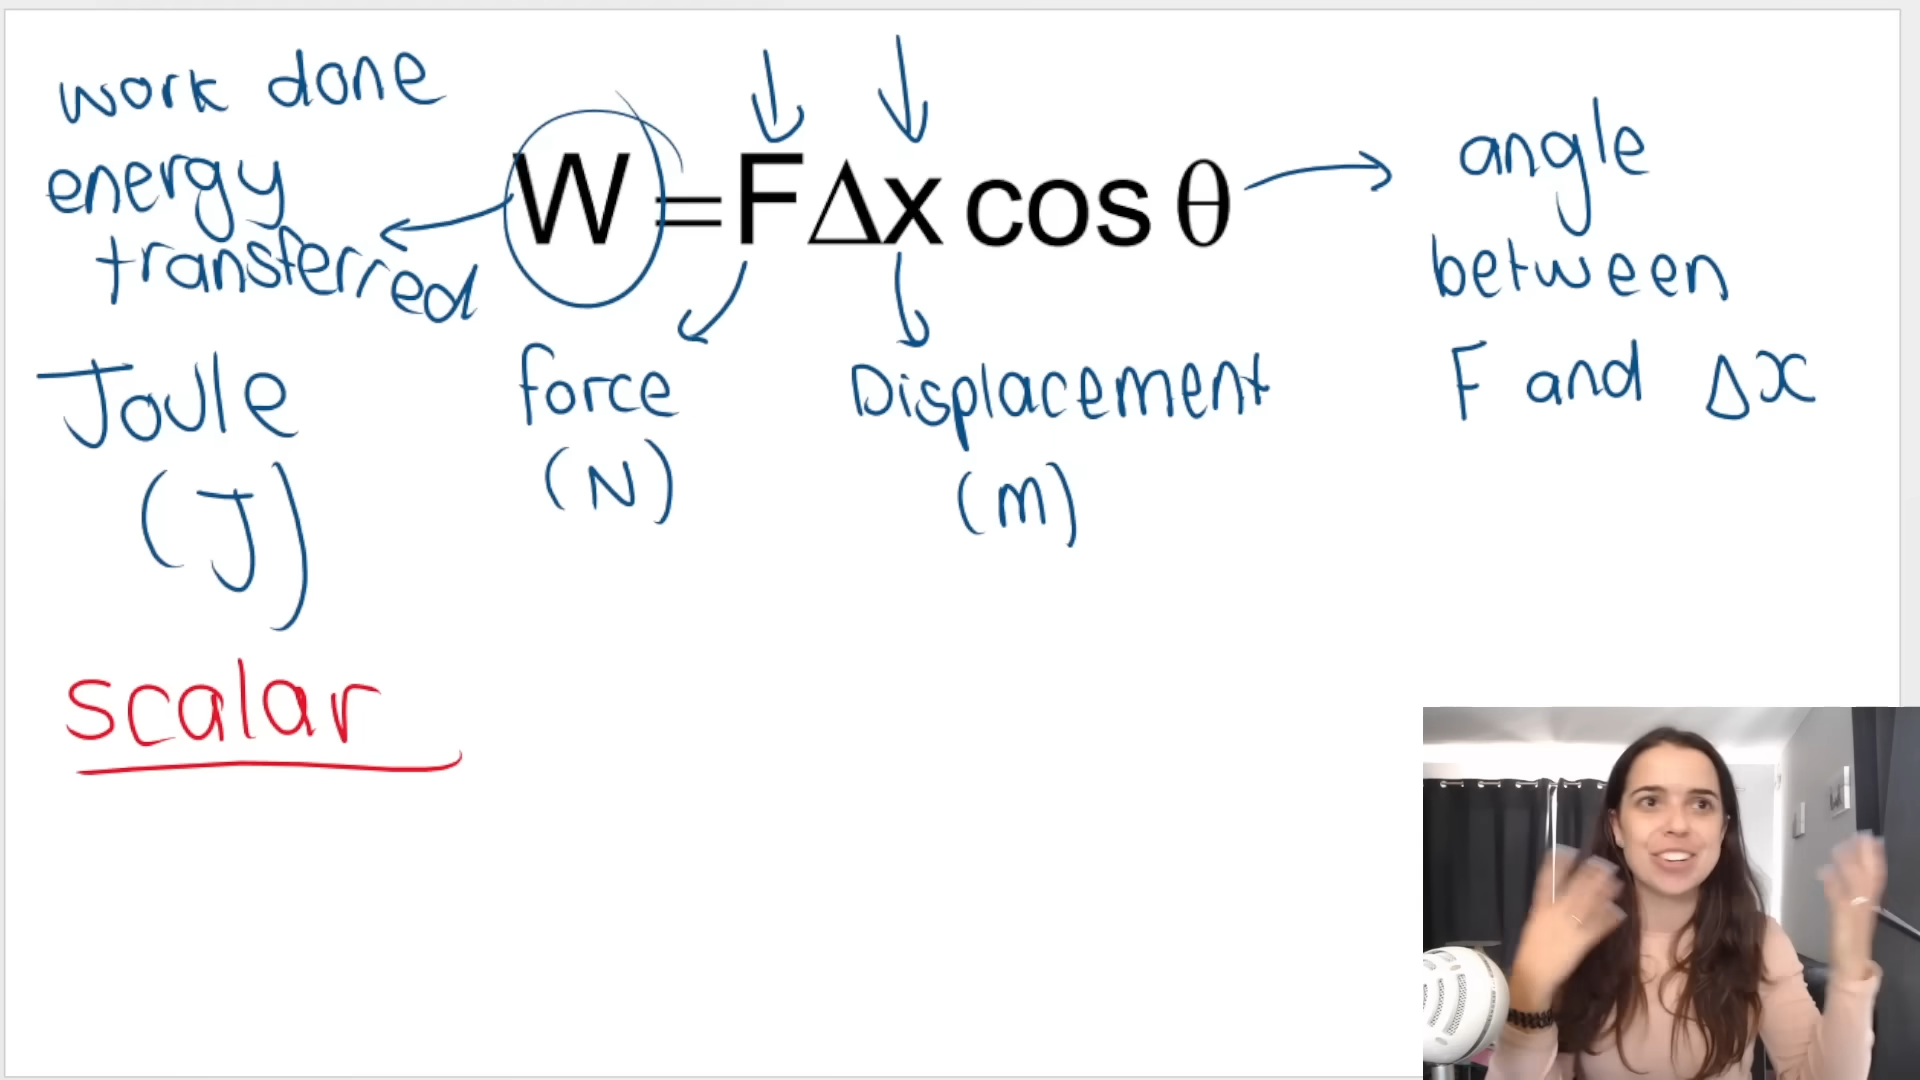 work done
energy
transferred
Joule
(J)
scalar
W = FΔx cos θ
force
(N)
Displacement
(m)
angle
between
F and Δx